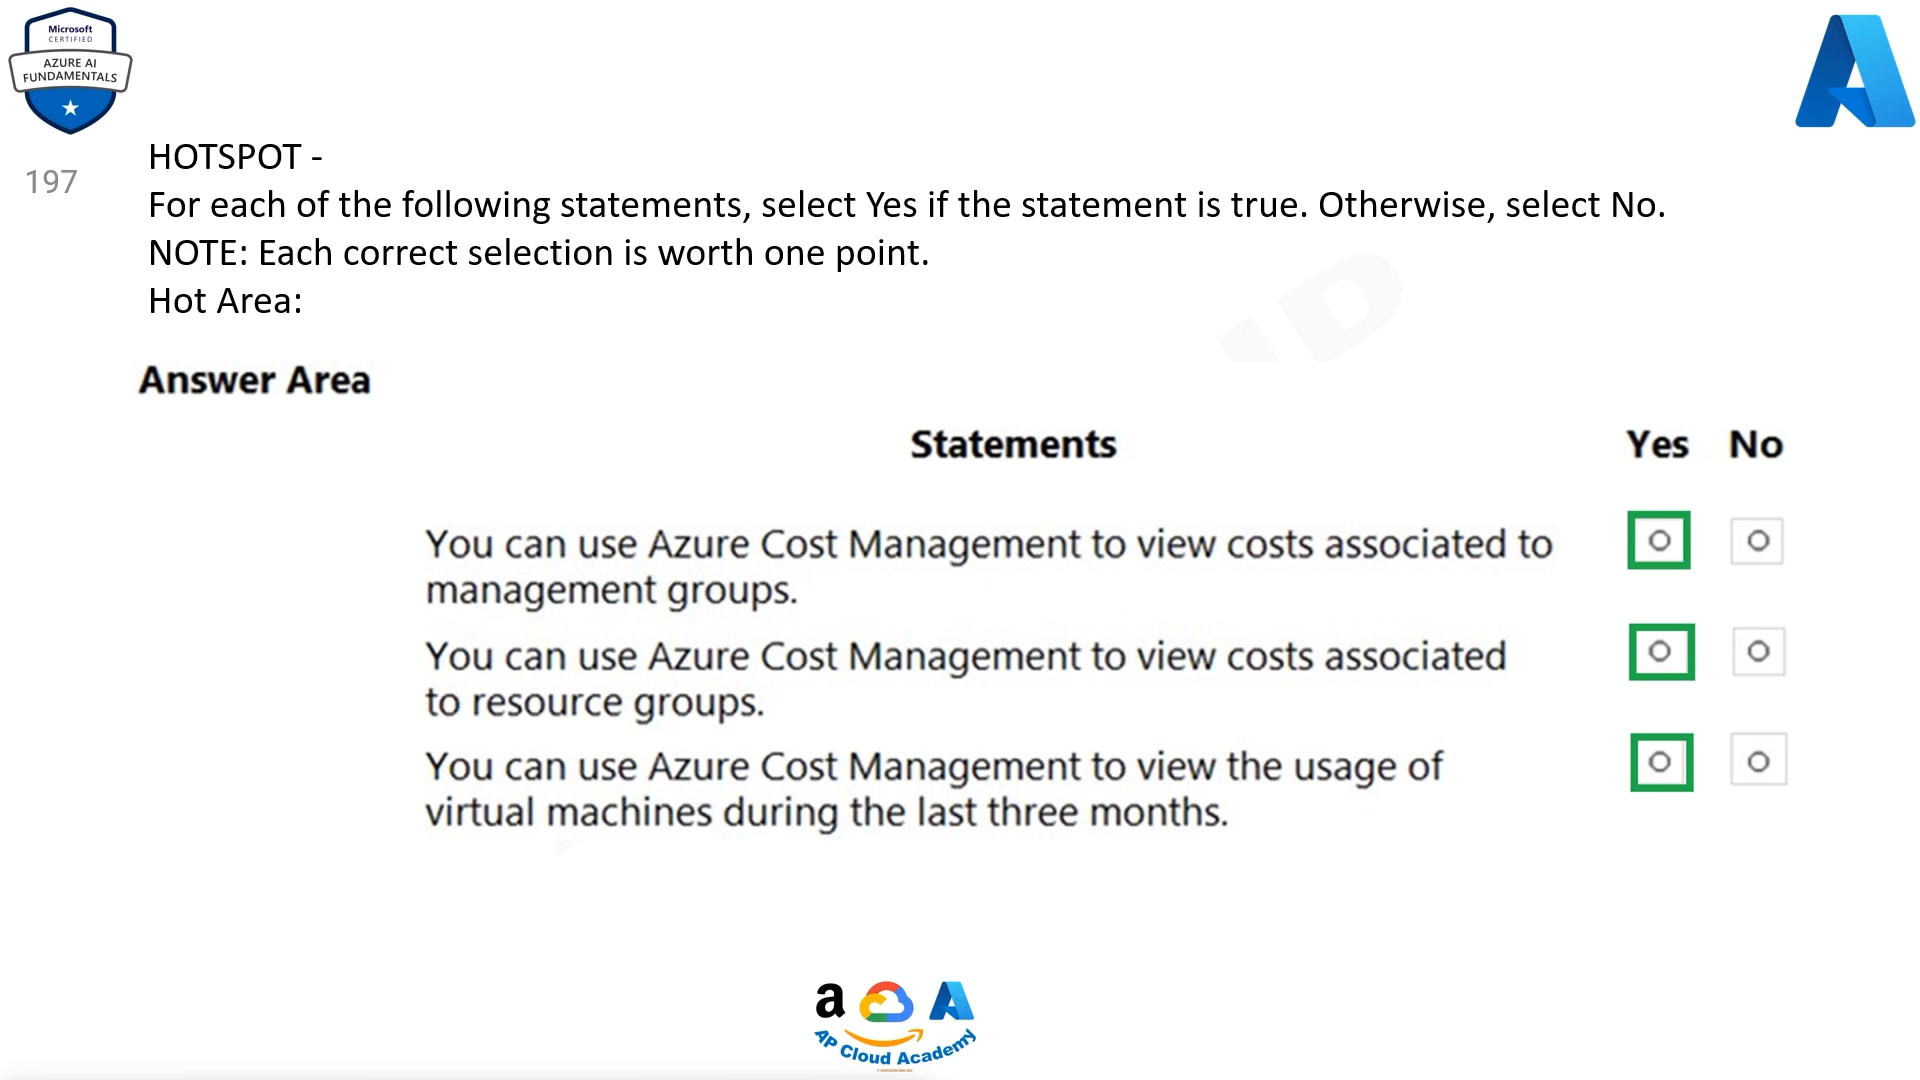 Microsoft
CERTIFIED
AZURE AI
FUNDAMENTALS
197
HOTSPOT -
For each of the following statements, select Yes if the statement is true. Otherwise, select No.
NOTE: Each correct selection is worth one point.
Hot Area:
Answer Area
Statements Yes No
You can use Azure Cost Management to view costs associated to
management groups.
You can use Azure Cost Management to view costs associated
to resource groups.
You can use Azure Cost Management to view the usage of
virtual machines during the last three months.
a
AP Cloud Academy